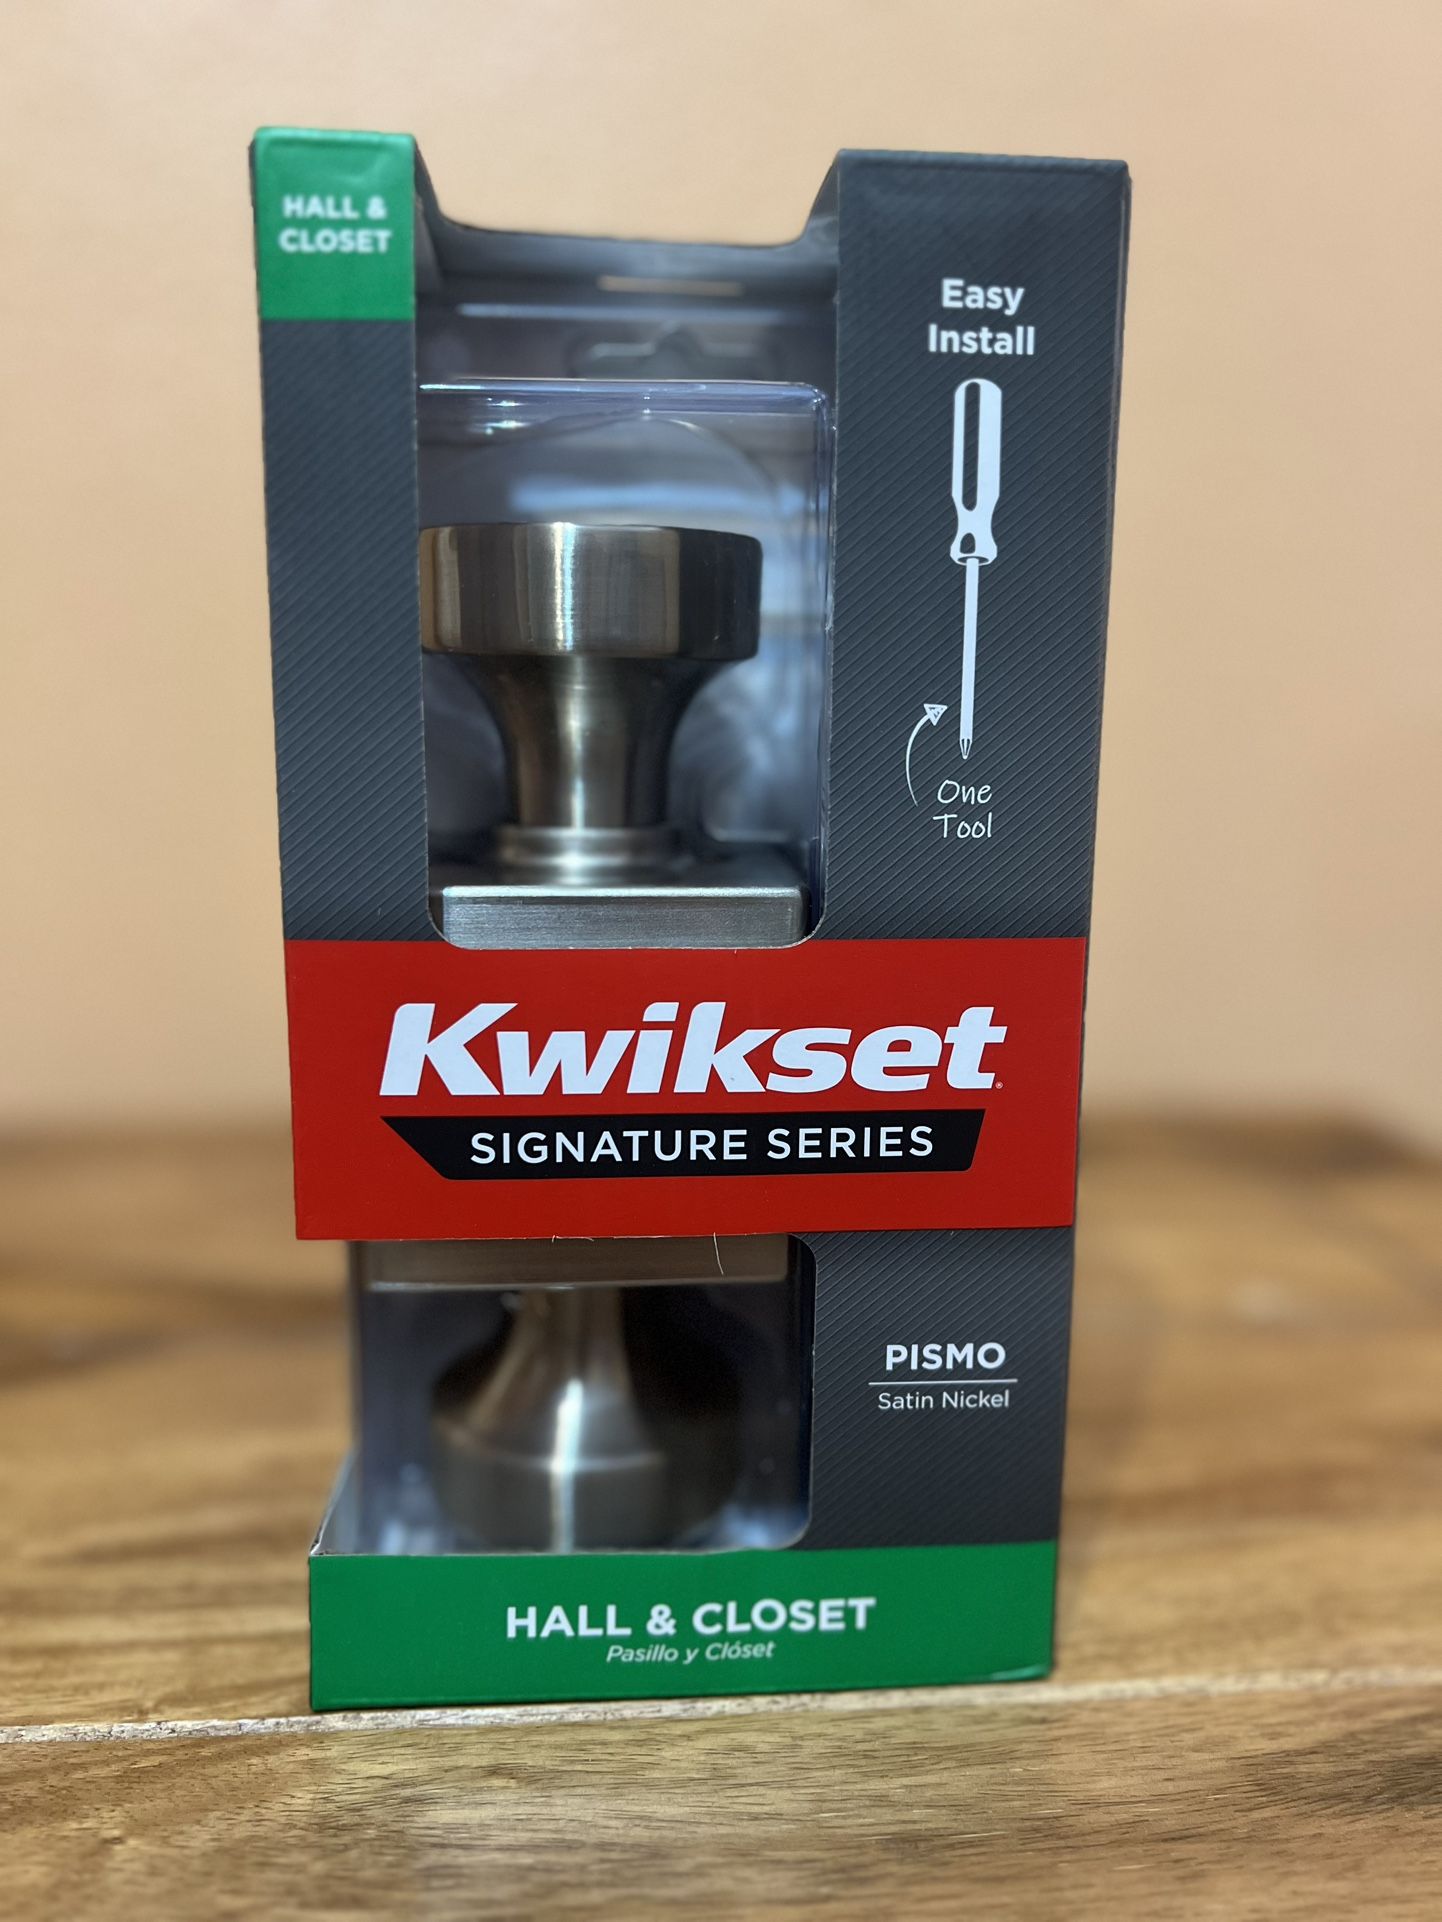 HALL &
CLOSET
Easy
Install
One
Tool
Kwikset®
SIGNATURE SERIES
PISMO
Satin Nickel
HALL & CLOSET
Pasillo y Clóset